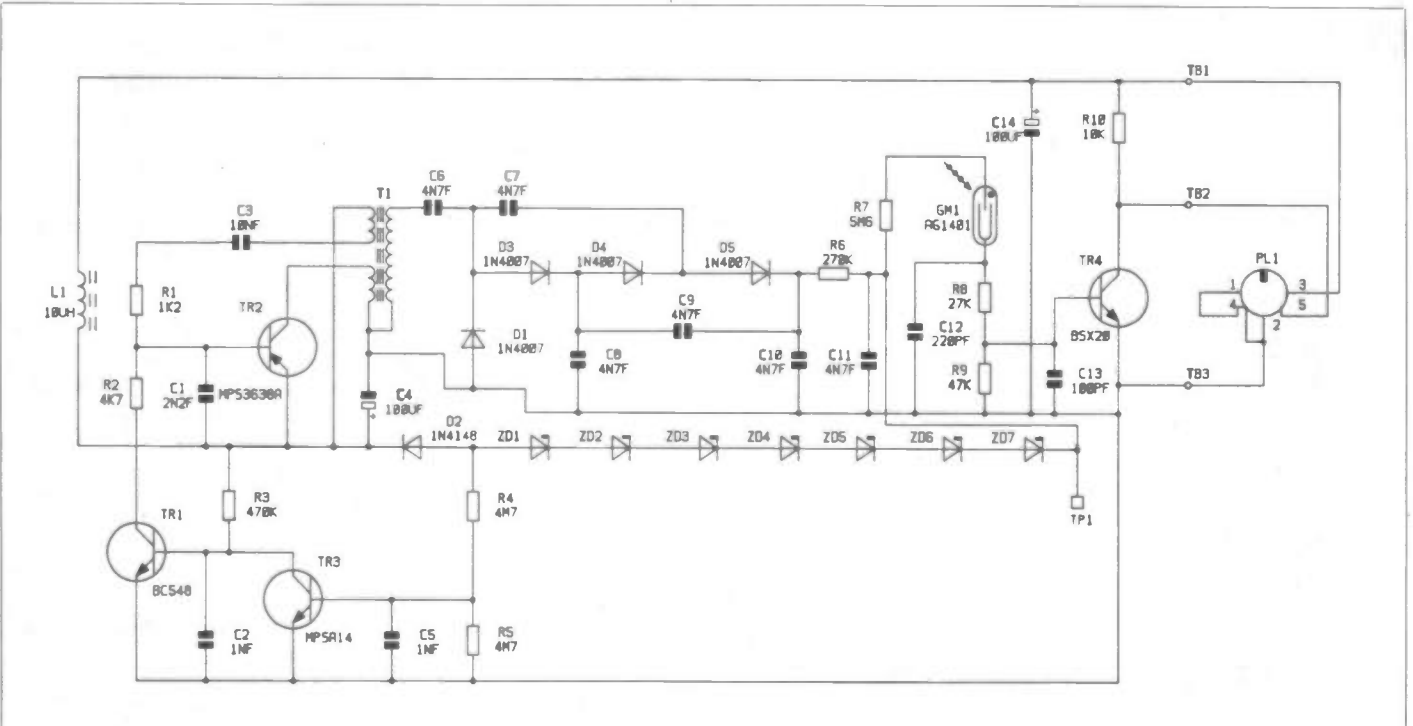 TB1
C14
100UF
+
R10
10K
C6
4N7F
C7
4N7F
T1
R7
5M6
GM1
AG1401
TB2
C3
10NF
D3
1N4007
D4
1N4007
D5
1N4007
R6
270K
TR4
PL1
L1
10UH
R1
1K2
TR2
C9
4N7F
R8
27K
1
3
4
5
2
D1
1N4007
C12
220PF
BSX20
R2
4K7
C1
2N2F
MPS3638A
C4
100UF
+
C8
4N7F
C10
4N7F
C11
4N7F
R9
47K
C13
100PF
TB3
D2
1N4148
ZD1
ZD2
ZD3
ZD4
ZD5
ZD6
ZD7
R3
470K
R4
4M7
TP1
TR1
BC548
TR3
MPSA14
C2
1NF
C5
1NF
R5
4M7